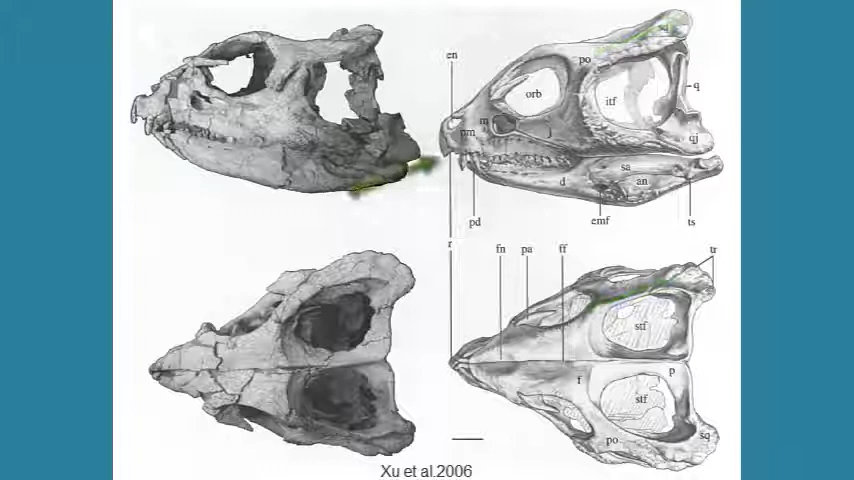 en
po
sq
q
orb
itf
m
pm
j
qj
sa
d
an
pd
emf
ts
r
fn
pa
ff
tr
stf
f
p
stf
po
sq
Xu et al.2006